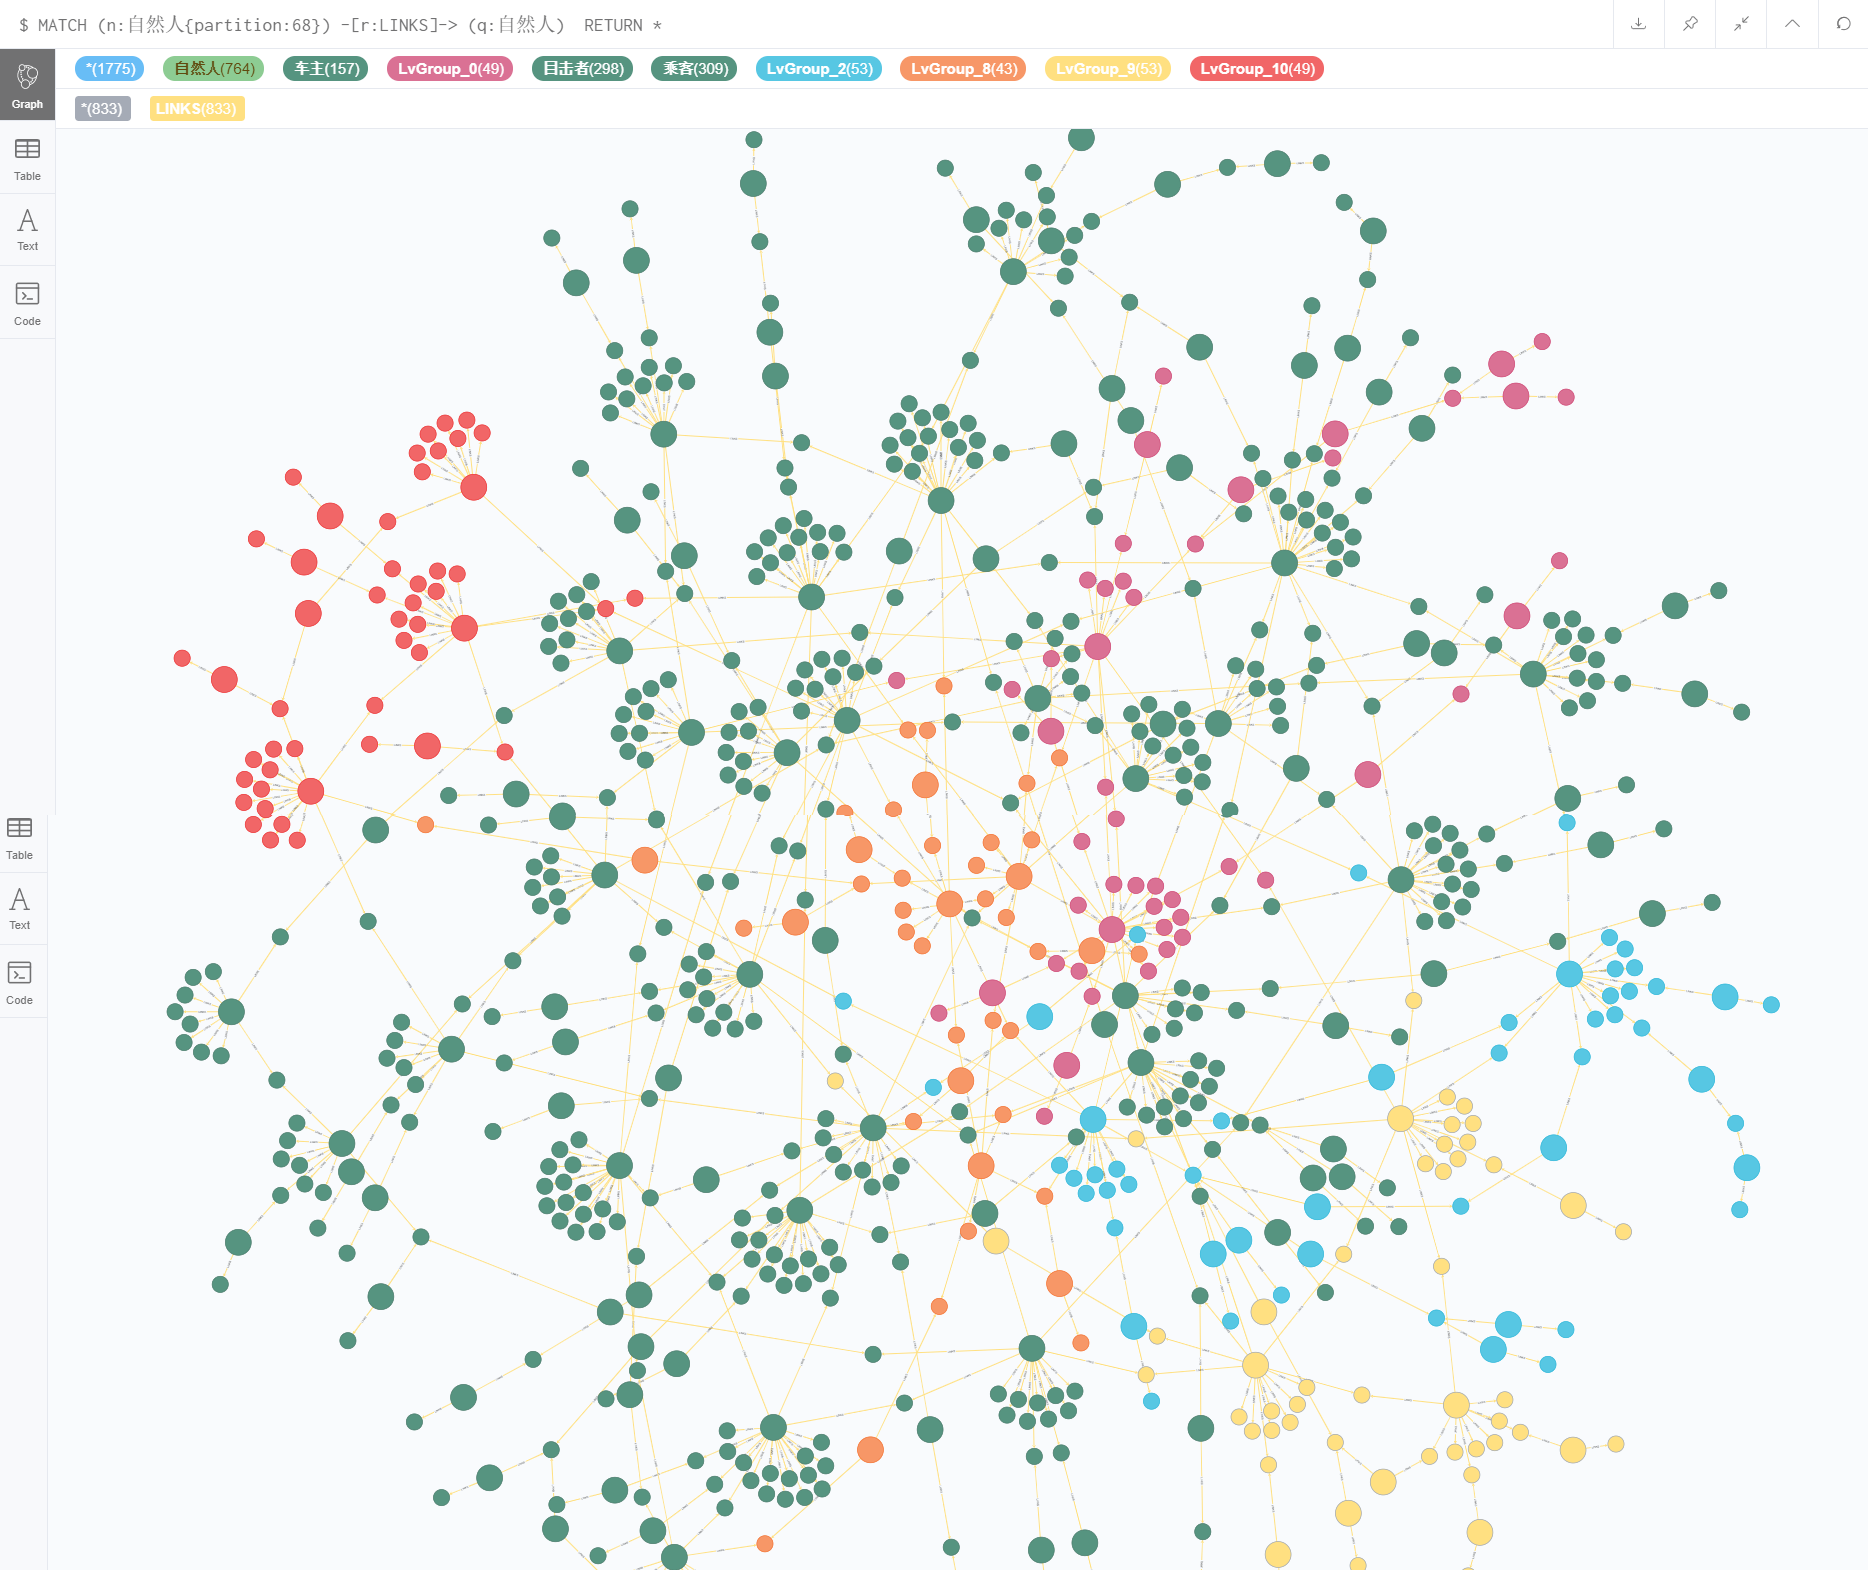 $ MATCH (n:自然人{partition:68}) -[r:LINKS]-> (q:自然人) RETURN *
*(1775) 自然人(764) 车主(157) LvGroup_0(49) 目击者(298) 乘客(309) LvGroup_2(53) LvGroup_8(43) LvGroup_9(53) LvGroup_10(49)
Graph
*(833) LINKS(833)
Table
Text
Code
Table
Text
Code